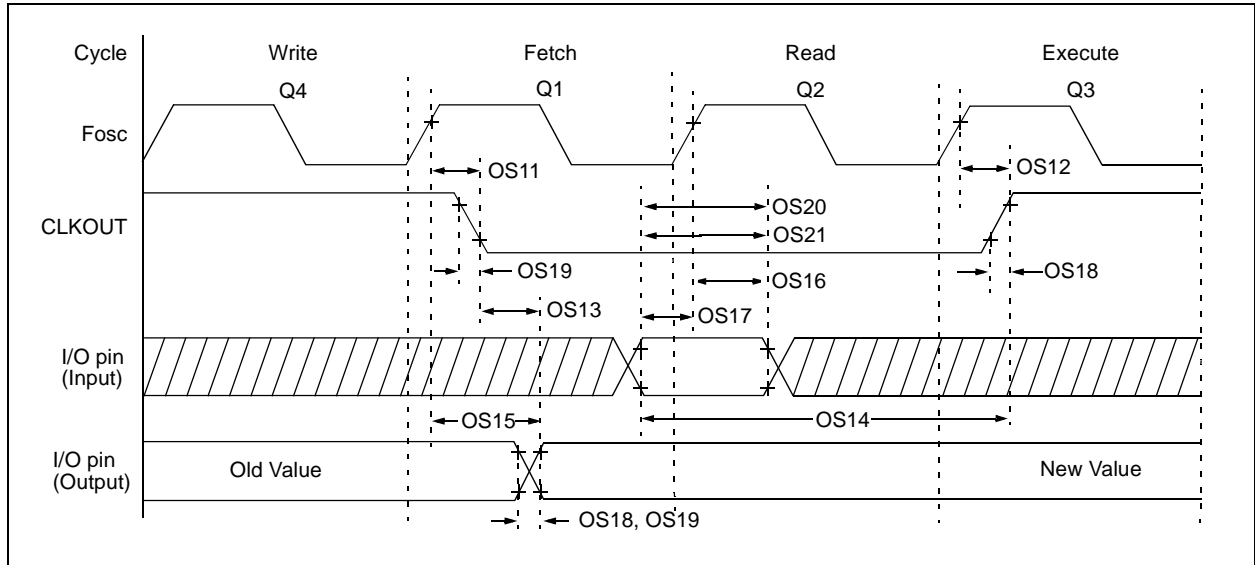 Cycle Write Fetch Read Execute
Q4 Q1 Q2 Q3
Fosc
OS11 OS12
OS20
CLKOUT OS21
OS19 OS18
OS16
OS13 OS17
I/O pin
(Input)
OS15 OS14
I/O pin
(Output) Old Value New Value
OS18, OS19